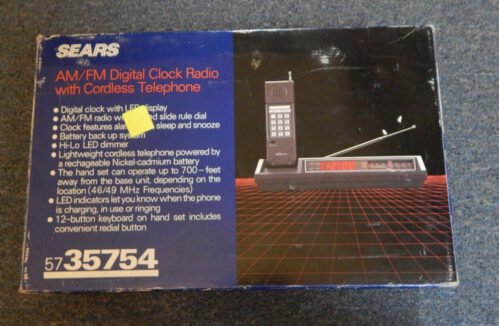 SEARS
AM/FM Digital Clock Radio
with Cordless Telephone
• Digital clock with LED display
• AM/FM radio with slide rule dial
• Clock features sleep and snooze
• Battery back up system
• Hi-Lo LED dimmer
• Lightweight cordless telephone powered by
a rechargeable Nickel-cadmium battery
• The hand set can operate up to 700-feet
away from the base unit, depending on the
location (46/49 MHz Frequencies)
• LED indicators let you know when the phone
is charging, in use or ringing
• 12-button keyboard on hand set includes
convenient redial button
57 35754
12:00